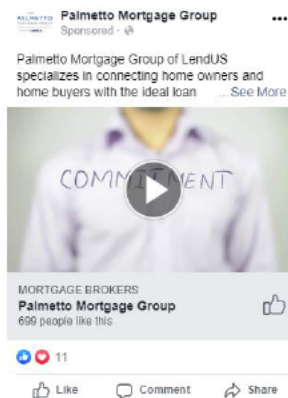 PALMETTO
Palmetto Mortgage Group
Sponsored ·
Palmetto Mortgage Group of LendUS
specializes in connecting home owners and
home buyers with the ideal loan ...See More
COMMITMENT
MORTGAGE BROKERS
Palmetto Mortgage Group
699 people like this
11
Like Comment Share